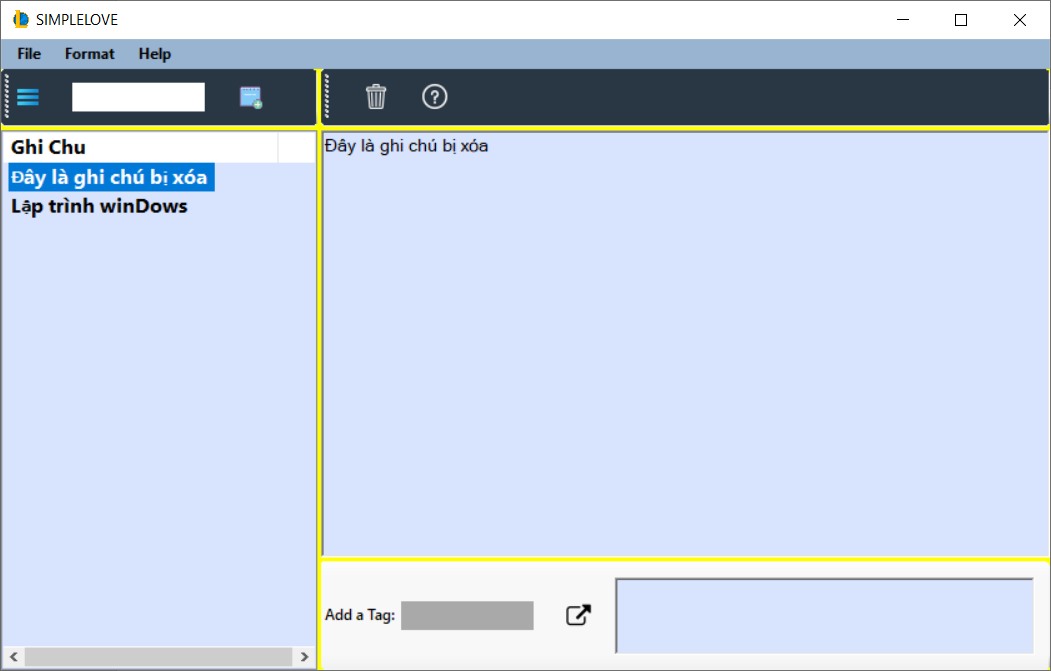 SIMPLELOVE
File Format Help
Ghi Chu
Đây là ghi chú bị xóa
Lập trình winDows
Đây là ghi chú bị xóa
Add a Tag: